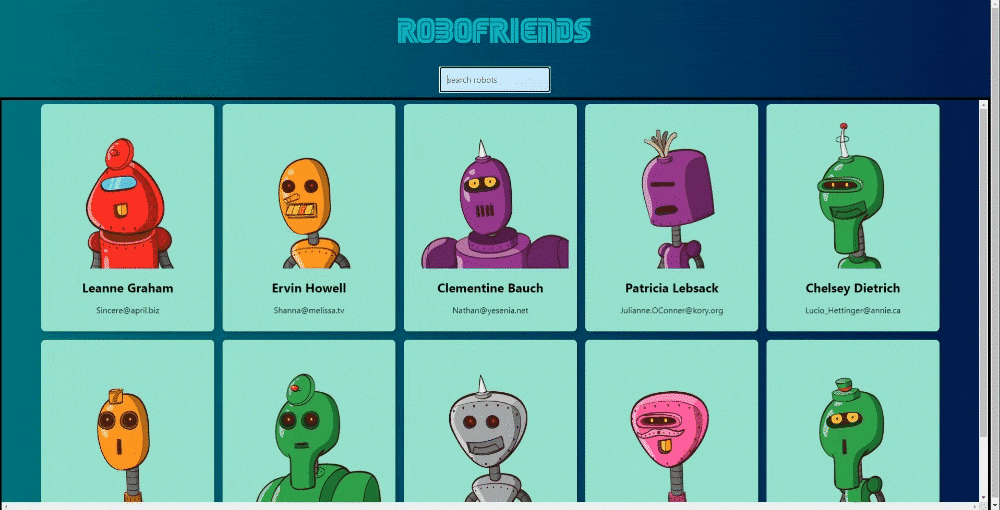 ROBOFRIENDS
search robots
Leanne Graham
Ervin Howell
Clementine Bauch
Patricia Lebsack
Chelsey Dietrich
Sincere@april.biz
Shanna@melissa.tv
Nathan@yesenia.net
Julianne.OConner@kory.org
Lucio_Hettinger@annie.ca